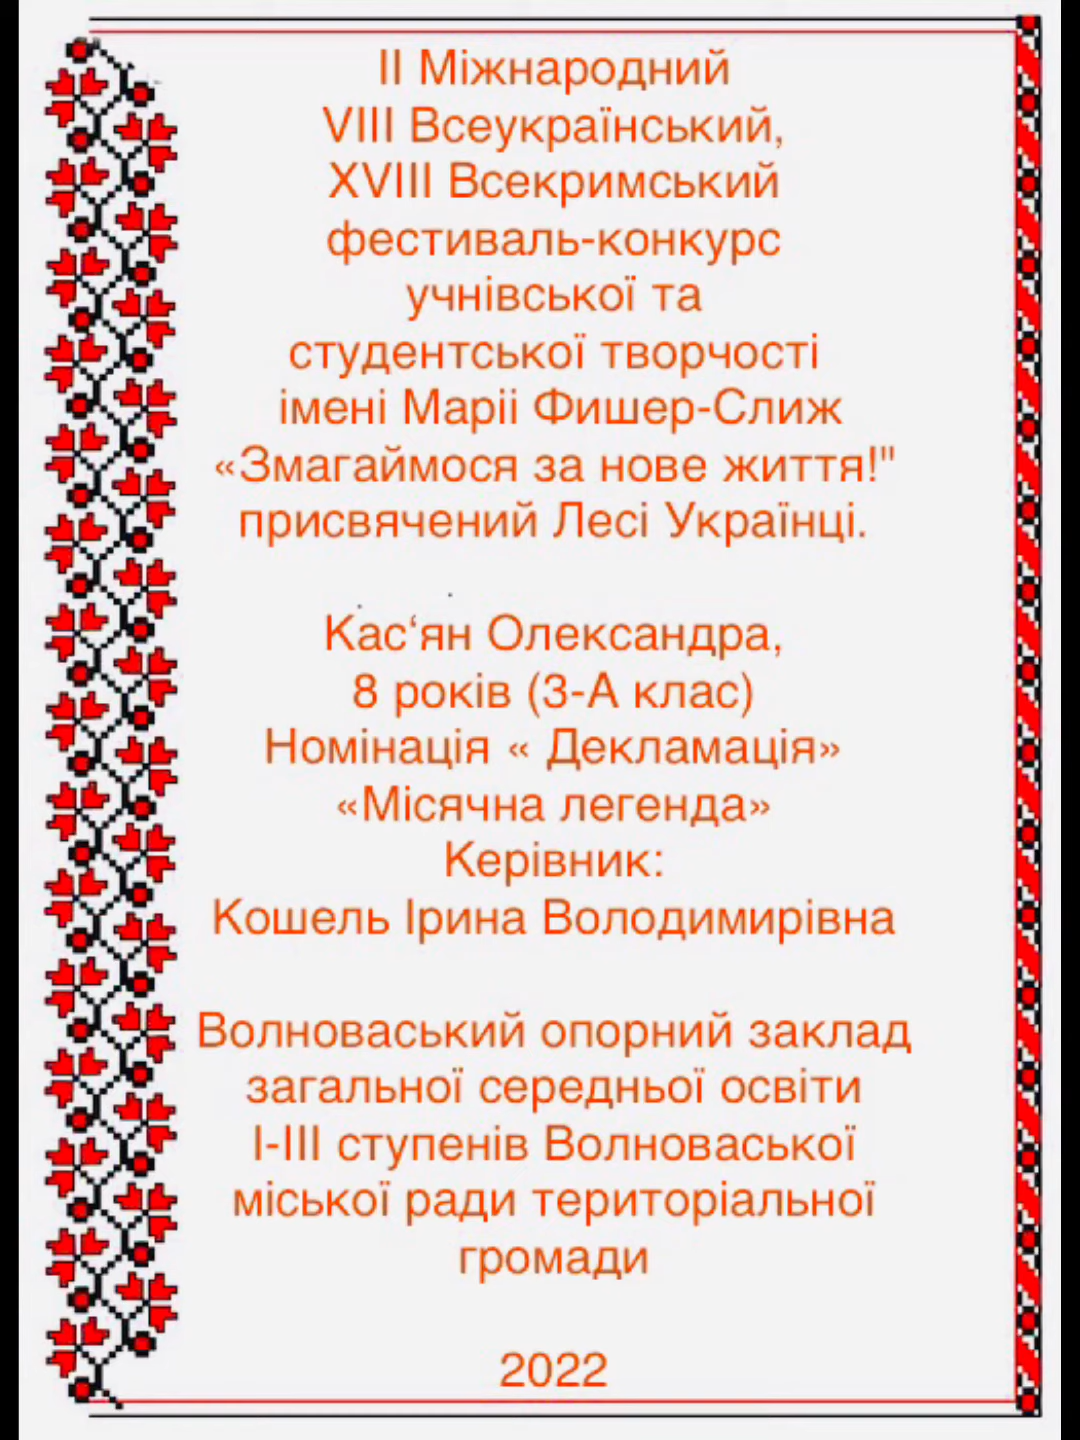 ІІ Міжнародний
VIII Всеукраїнський,
XVIII Всекримський
фестиваль-конкурс
учнівської та
студентської творчості
імені Маріі Фишер-Слиж
«Змагаймося за нове життя!"
присвячений Лесі Українці.
Кас‘ян Олександра,
8 років (3-А клас)
Номінація « Декламація»
«Місячна легенда»
Керівник:
Кошель Ірина Володимирівна
Волноваський опорний заклад
загальної середньої освіти
І-ІІІ ступенів Волноваської
міської ради територіальної
громади
2022